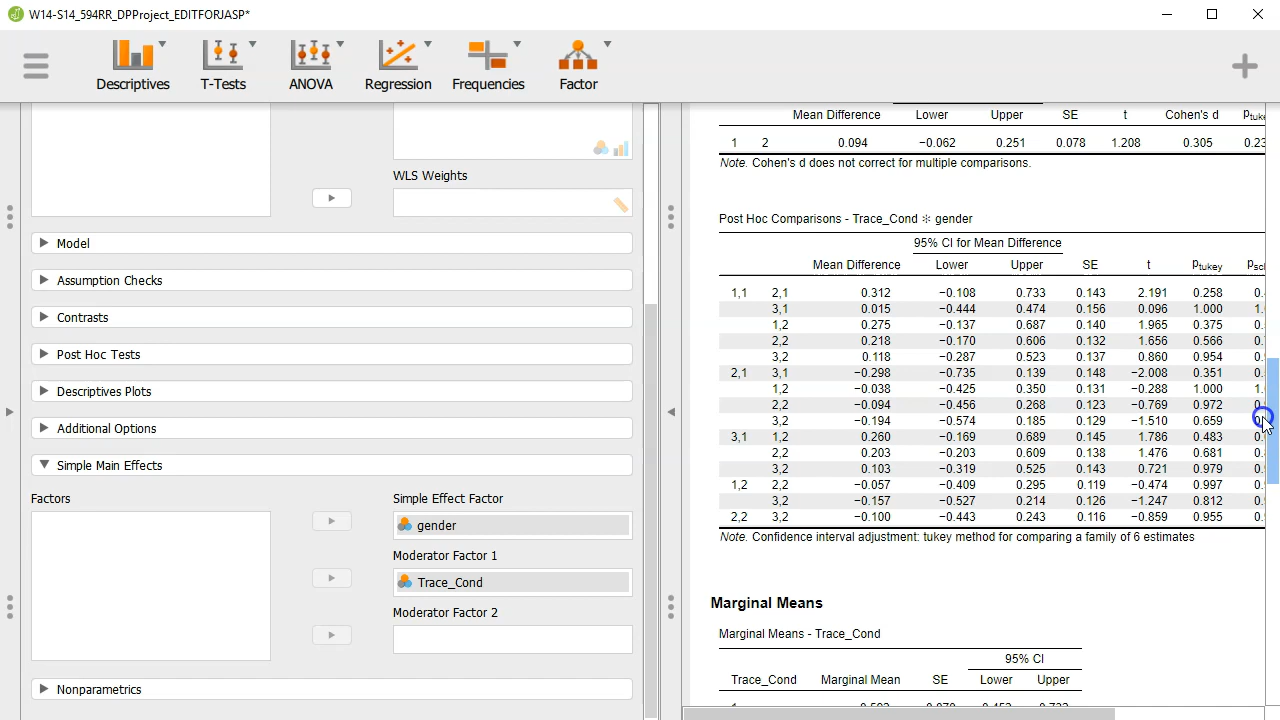 W14-S14_594RR_DPProject_EDITFORJASP*
Descriptives T-Tests ANOVA Regression Frequencies Factor
WLS Weights
Model
Assumption Checks
Contrasts
Post Hoc Tests
Descriptives Plots
Additional Options
Simple Main Effects
Factors Simple Effect Factor
gender
Moderator Factor 1
Trace_Cond
Moderator Factor 2
Nonparametrics
Mean Difference Lower Upper SE t Cohen's d
1 2 0.094 −0.062 0.251 0.078 1.208 0.305
Note. Cohen's d does not correct for multiple comparisons.
Post Hoc Comparisons - Trace_Cond ✻ gender
95% CI for Mean Difference
Mean Difference Lower Upper SE t ptukey
1,1 2,1 0.312 −0.108 0.733 0.143 2.191 0.258
3,1 0.015 −0.444 0.474 0.156 0.096 1.000
1,2 0.275 −0.137 0.687 0.140 1.965 0.375
2,2 0.218 −0.170 0.606 0.132 1.656 0.566
3,2 0.118 −0.287 0.523 0.137 0.860 0.954
2,1 3,1 −0.298 −0.735 0.139 0.148 −2.008 0.351
1,2 −0.038 −0.425 0.350 0.131 −0.288 1.000
2,2 −0.094 −0.456 0.268 0.123 −0.769 0.972
3,2 −0.194 −0.574 0.185 0.129 −1.510 0.659
3,1 1,2 0.260 −0.169 0.689 0.145 1.786 0.483
2,2 0.203 −0.203 0.609 0.138 1.476 0.681
3,2 0.103 −0.319 0.525 0.143 0.721 0.979
1,2 2,2 −0.057 −0.409 0.295 0.119 −0.474 0.997
3,2 −0.157 −0.527 0.214 0.126 −1.247 0.812
2,2 3,2 −0.100 −0.443 0.243 0.116 −0.859 0.955
Note. Confidence interval adjustment: tukey method for comparing a family of 6 estimates
Marginal Means
Marginal Means - Trace_Cond
95% CI
Trace_Cond Marginal Mean SE Lower Upper